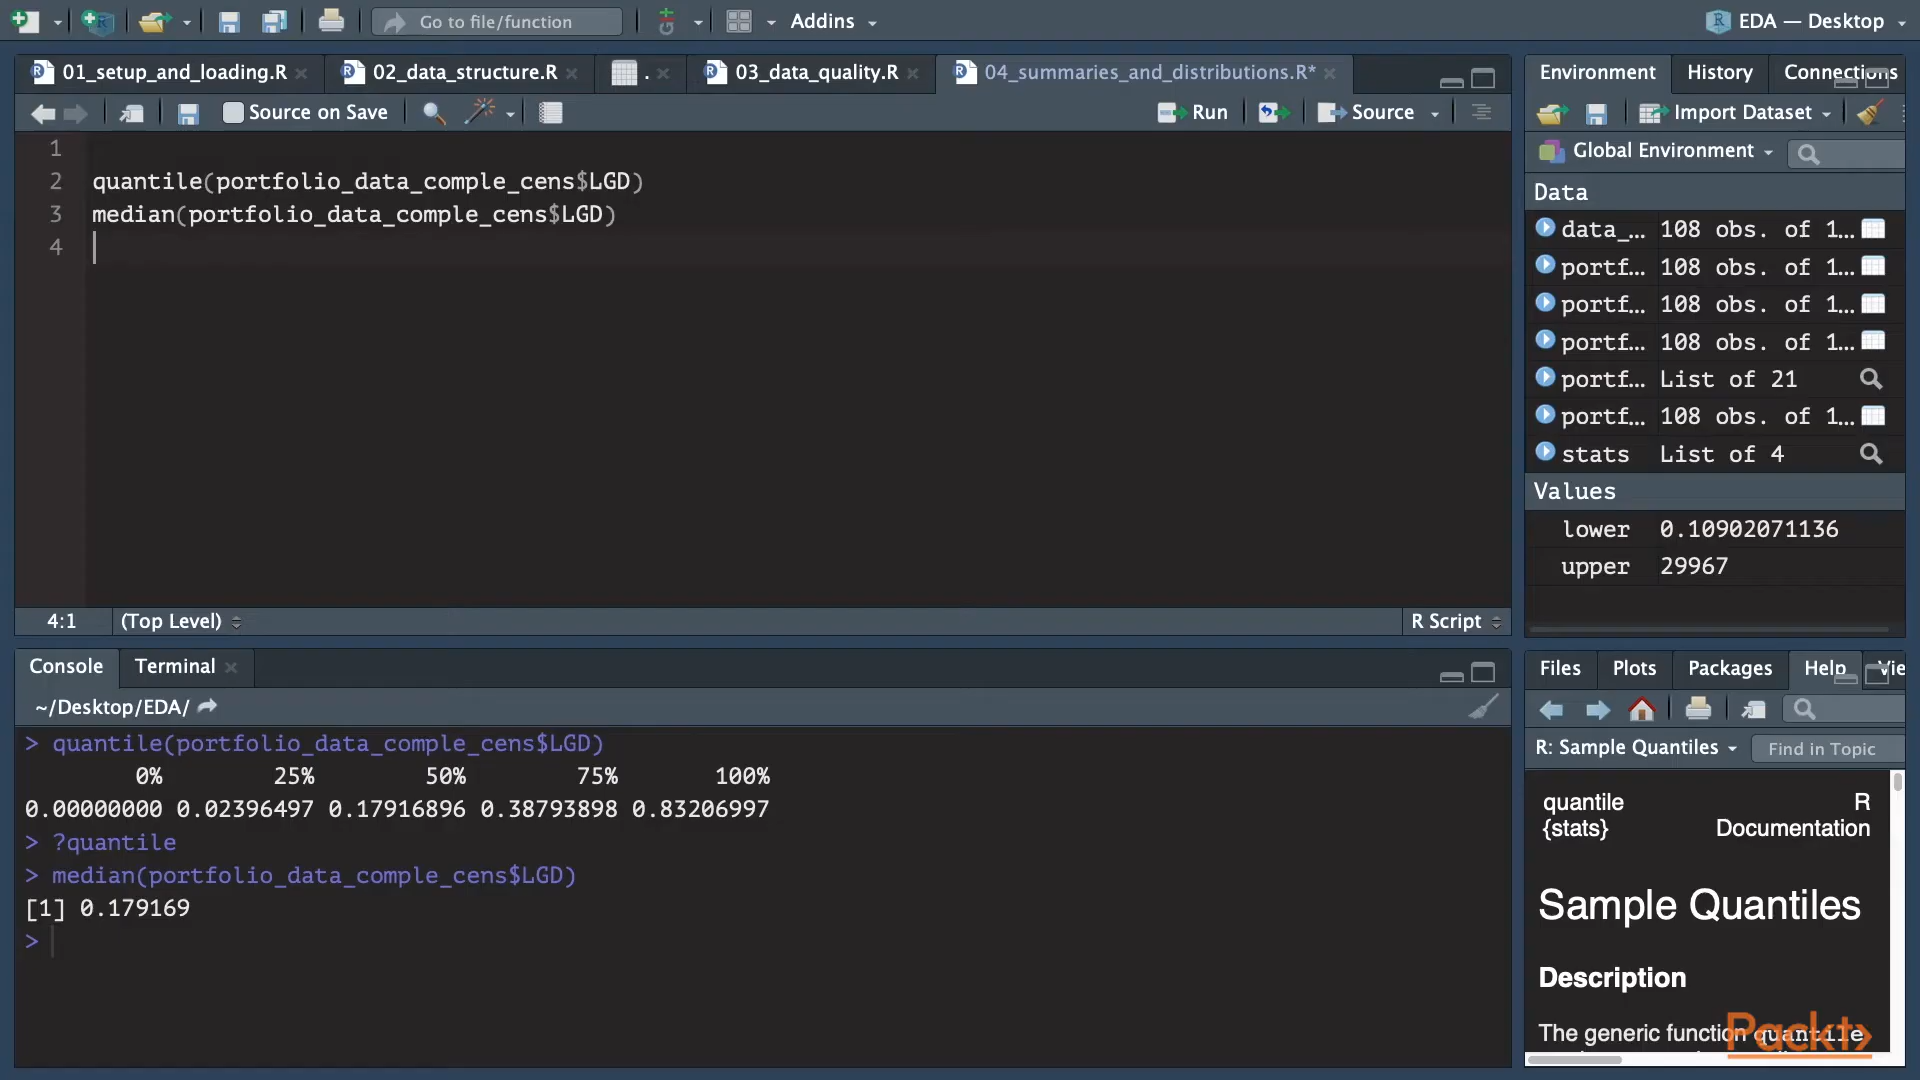 Go to file/function
Addins
EDA — Desktop
01_setup_and_loading.R
02_data_structure.R
.
03_data_quality.R
04_summaries_and_distributions.R*
Source on Save
Run
Source
1
2 quantile(portfolio_data_comple_cens$LGD)
3 median(portfolio_data_comple_cens$LGD)
4
4:1
(Top Level)
R Script
Console
Terminal
~/Desktop/EDA/
> quantile(portfolio_data_comple_cens$LGD)
0% 25% 50% 75% 100%
0.00000000 0.02396497 0.17916896 0.38793898 0.83206997
> ?quantile
> median(portfolio_data_comple_cens$LGD)
[1] 0.179169
>
Environment
History
Connections
Import Dataset
Global Environment
Data
data_… 108 obs. of 1…
portf… 108 obs. of 1…
portf… 108 obs. of 1…
portf… 108 obs. of 1…
portf… List of 21
portf… 108 obs. of 1…
stats List of 4
Values
lower 0.10902071136
upper 29967
Files
Plots
Packages
Help
Vie
R: Sample Quantiles
Find in Topic
quantile R
{stats} Documentation
Sample Quantiles
Description
The generic function quantile
Packt>